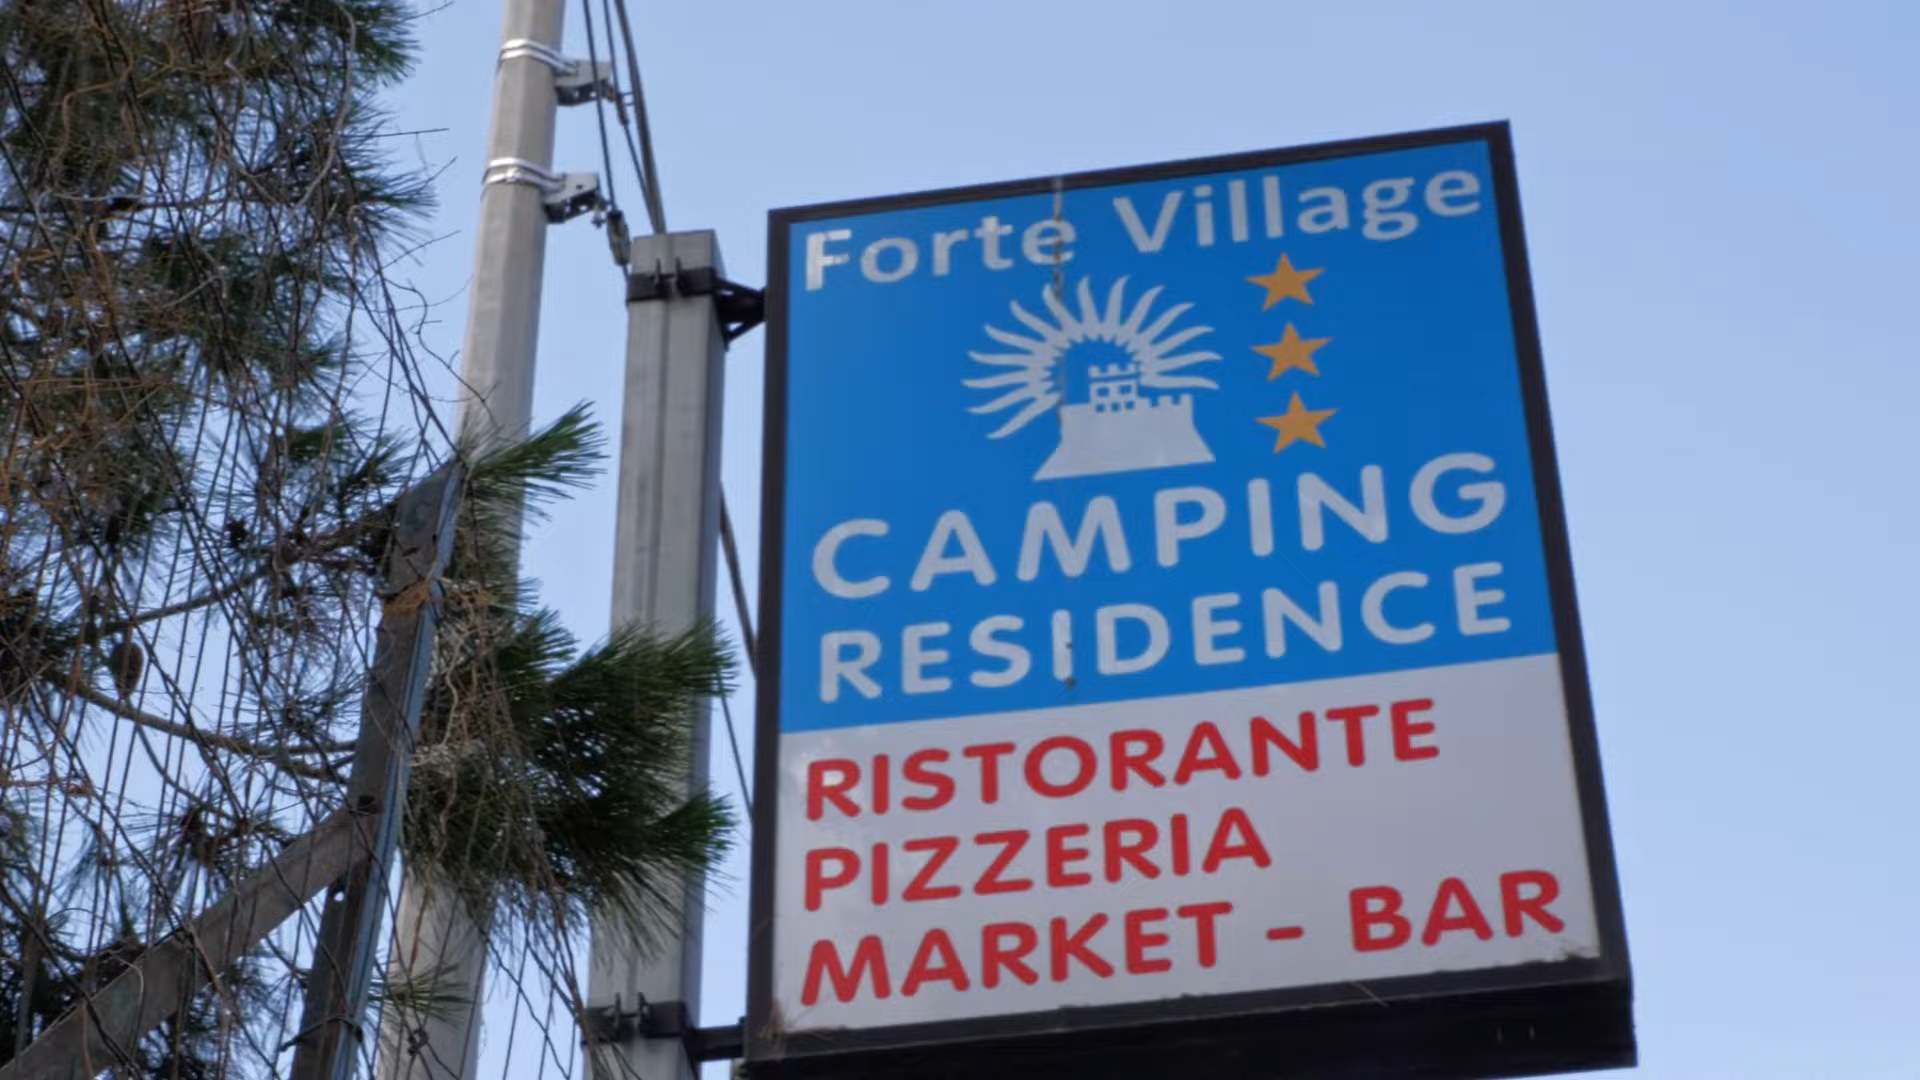 Forte Village
CAMPING
RESIDENCE
RISTORANTE
PIZZERIA
MARKET - BAR